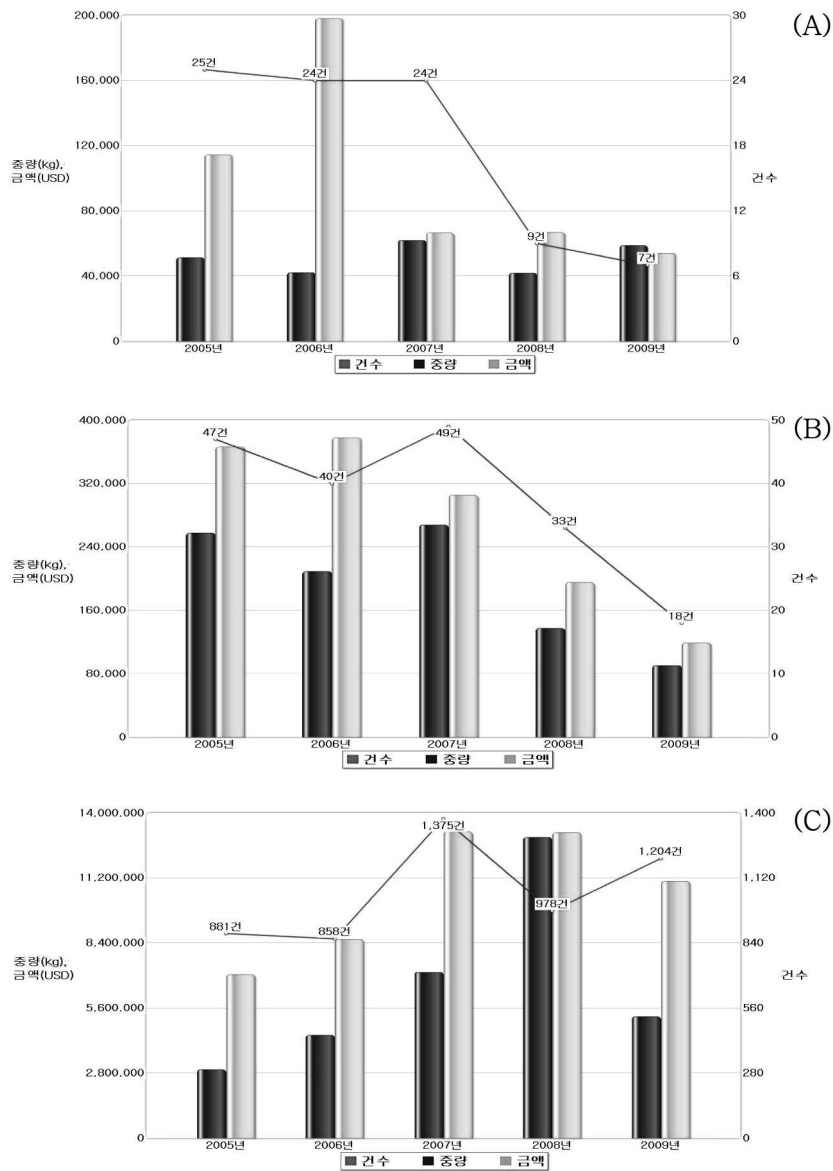 (A)
200,000
160,000
120,000
80,000
40,000
0
중량(kg),
금액(USD)
30
24
18
12
6
0
건수
25건
24건
24건
9건
7건
2005년 2006년 2007년 2008년 2009년
건수 중량 금액
(B)
400,000
320,000
240,000
160,000
80,000
0
중량(kg),
금액(USD)
50
40
30
20
10
0
건수
47건
40건
49건
33건
18건
2005년 2006년 2007년 2008년 2009년
건수 중량 금액
(C)
14,000,000
11,200,000
8,400,000
5,600,000
2,800,000
0
중량(kg),
금액(USD)
1,400
1,120
840
560
280
0
건수
881건
858건
1,375건
978건
1,204건
2005년 2006년 2007년 2008년 2009년
건수 중량 금액